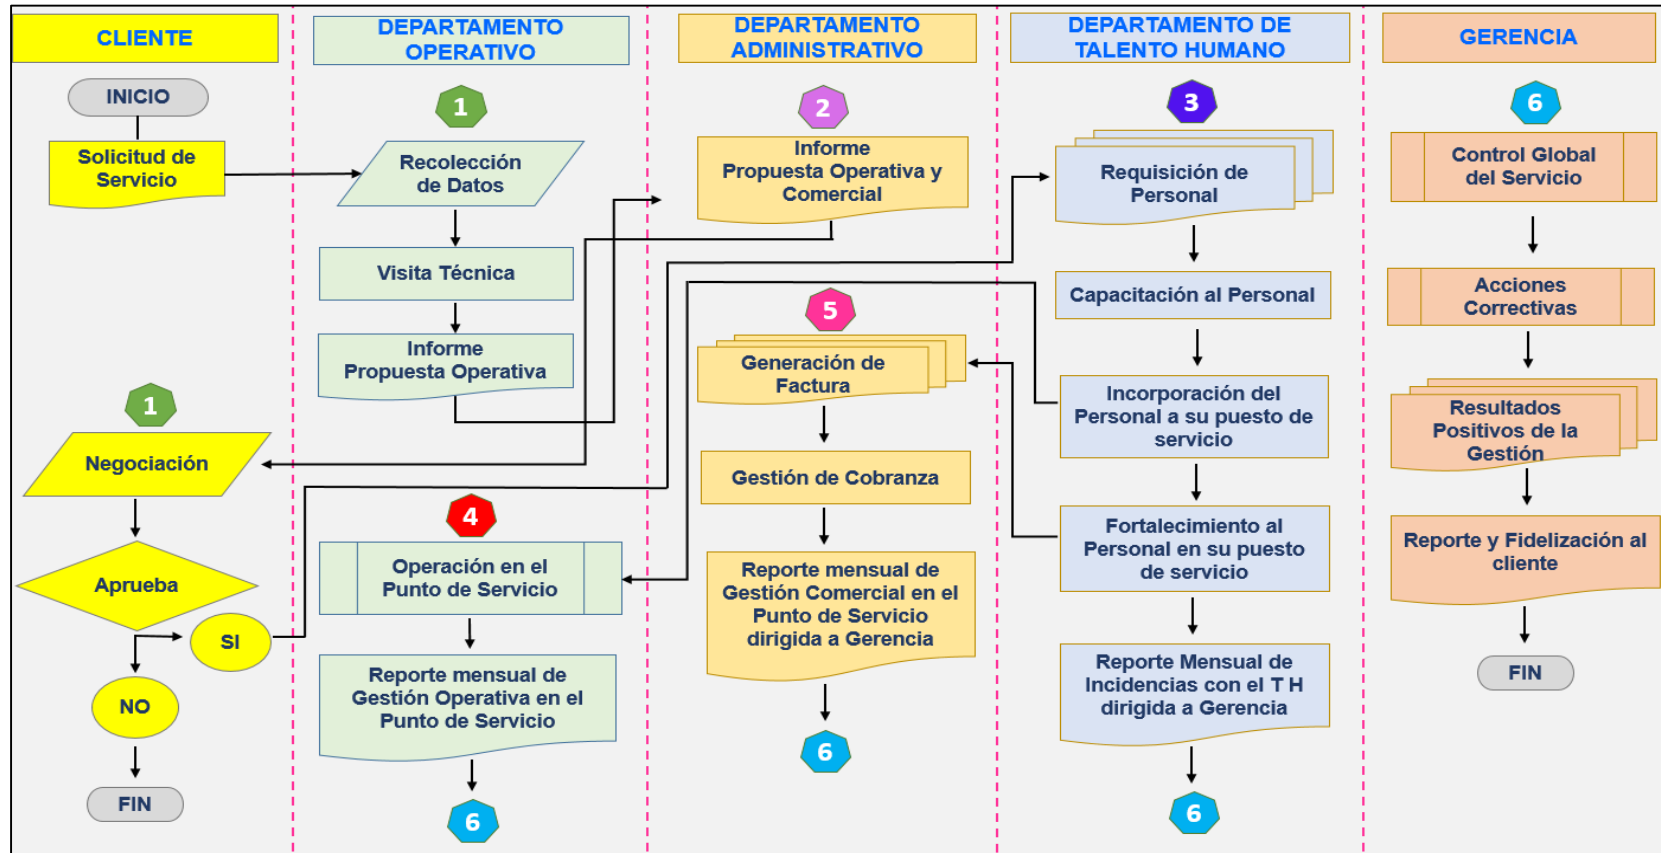 CLIENTE
INICIO
Solicitud de
Servicio
1
Negociación
Aprueba
SI
NO
FIN
DEPARTAMENTO
OPERATIVO
1
Recolección
de Datos
Visita Técnica
Informe
Propuesta Operativa
4
Operación en el
Punto de Servicio
Reporte mensual de
Gestión Operativa en el
Punto de Servicio
6
DEPARTAMENTO
ADMINISTRATIVO
2
Informe
Propuesta Operativa y
Comercial
5
Generación de
Factura
Gestión de Cobranza
Reporte mensual de
Gestión Comercial en el
Punto de Servicio
dirigida a Gerencia
6
DEPARTAMENTO DE
TALENTO HUMANO
3
Requisición de
Personal
Capacitación al Personal
Incorporación del
Personal a su puesto de
servicio
Fortalecimiento al
Personal en su puesto
de servicio
Reporte Mensual de
Incidencias con el T H
dirigida a Gerencia
6
GERENCIA
6
Control Global
del Servicio
Acciones
Correctivas
Resultados
Positivos de la
Gestión
Reporte y Fidelización al
cliente
FIN